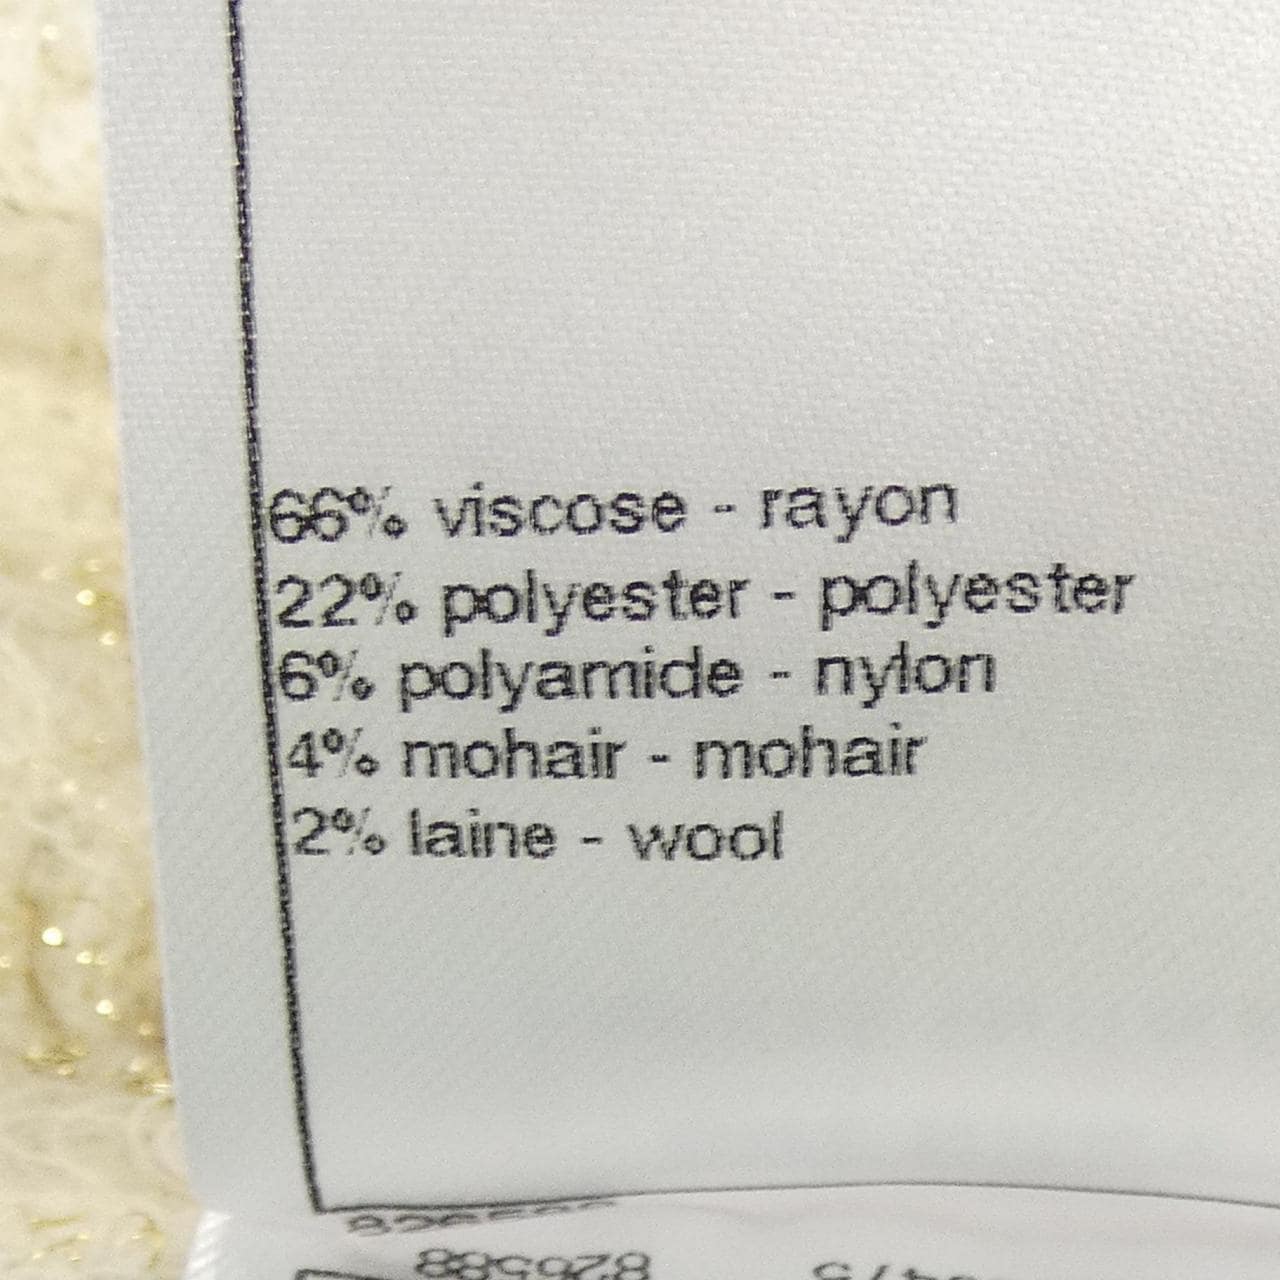 66% viscose - rayon
22% polyester - polyester
6% polyamide - nylon
4% mohair - mohair
2% laine - wool